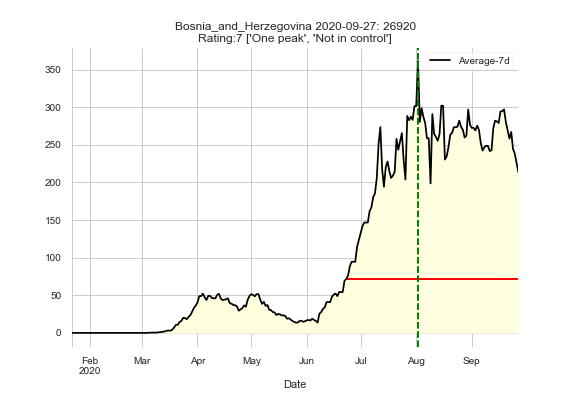 Bosnia_and_Herzegovina 2020-09-27: 26920
Rating:7 ['One peak', 'Not in control']
Average-7d
350
300
250
200
150
100
50
0
Feb Mar Apr May Jun Jul Aug Sep
2020
Date